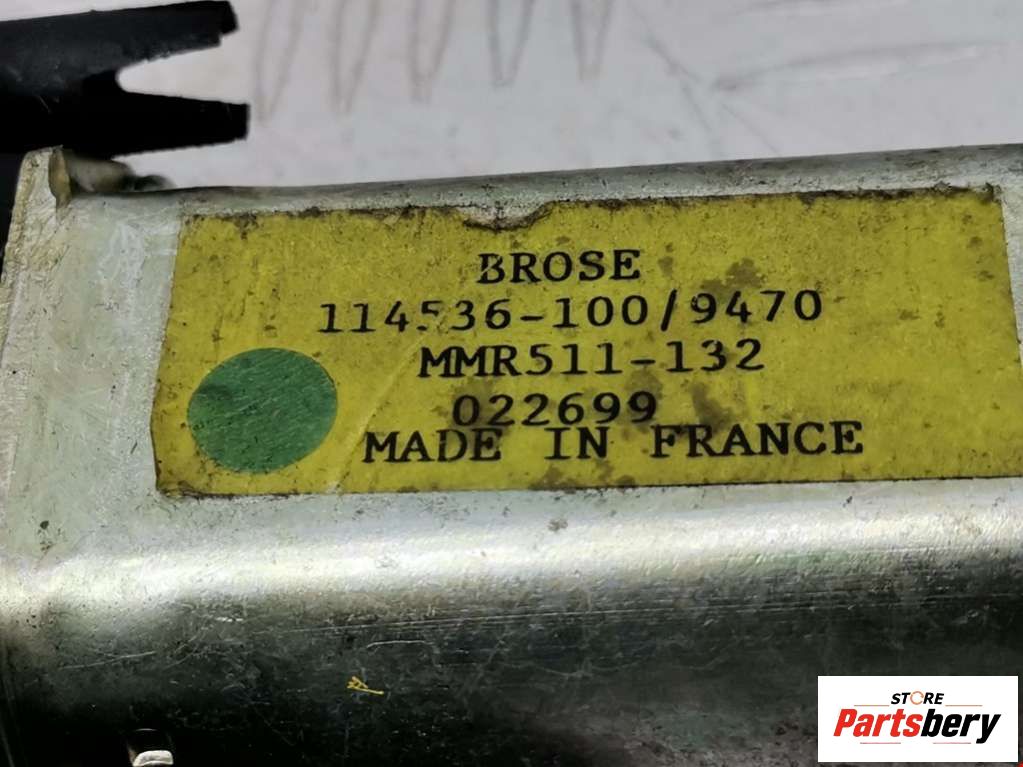 BROSE
114536-100/9470
MMR511-132
022699
MADE IN FRANCE
STORE
Partsbery